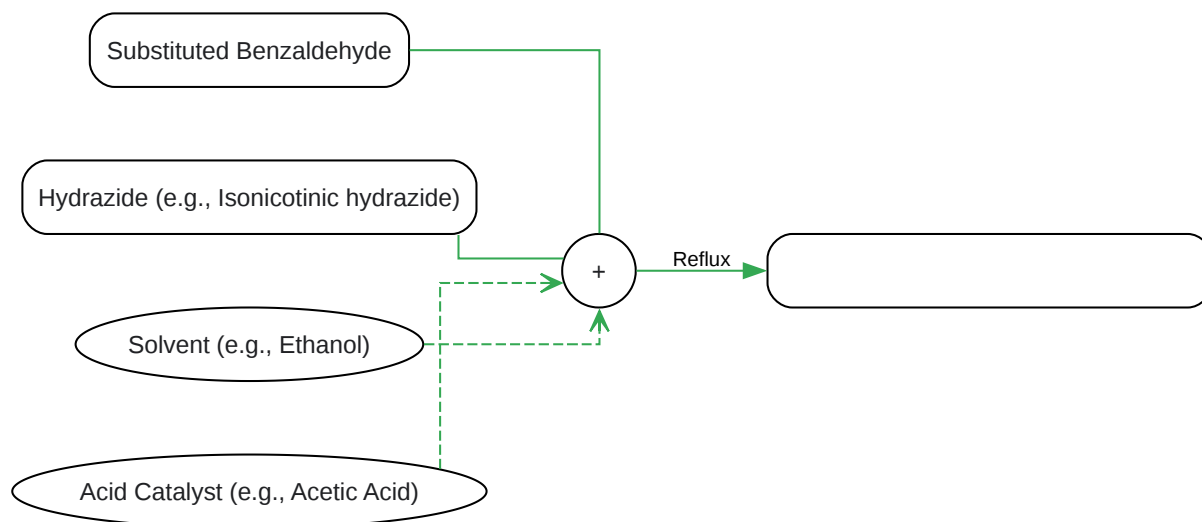 Substituted Benzaldehyde
Hydrazide (e.g., Isonicotinic hydrazide)
+
Reflux
Solvent (e.g., Ethanol)
Acid Catalyst (e.g., Acetic Acid)